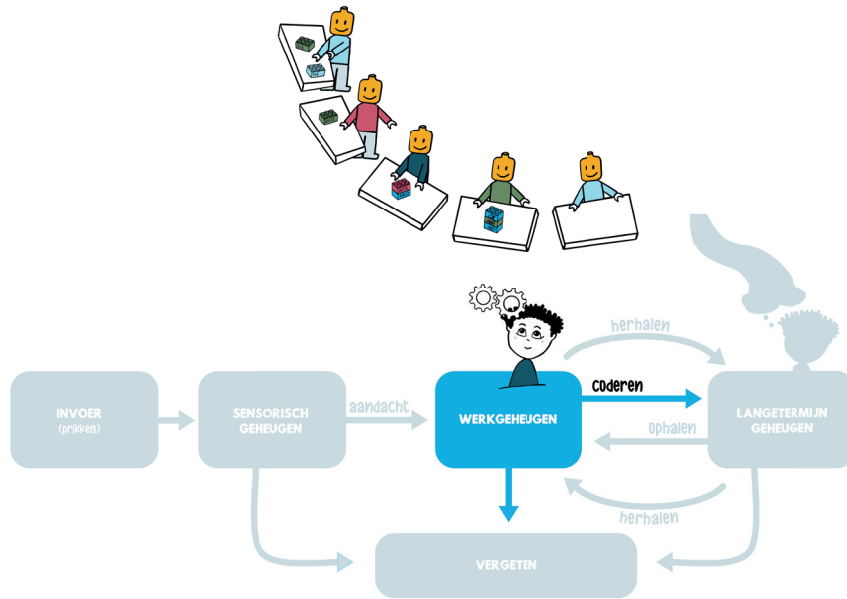 herhalen
coderen
INVOER
(prikkels)
SENSORISCH
GEHEUGEN
aandacht
WERKGEHEUGEN
LANGETERMIJN
GEHEUGEN
ophalen
herhalen
VERGETEN